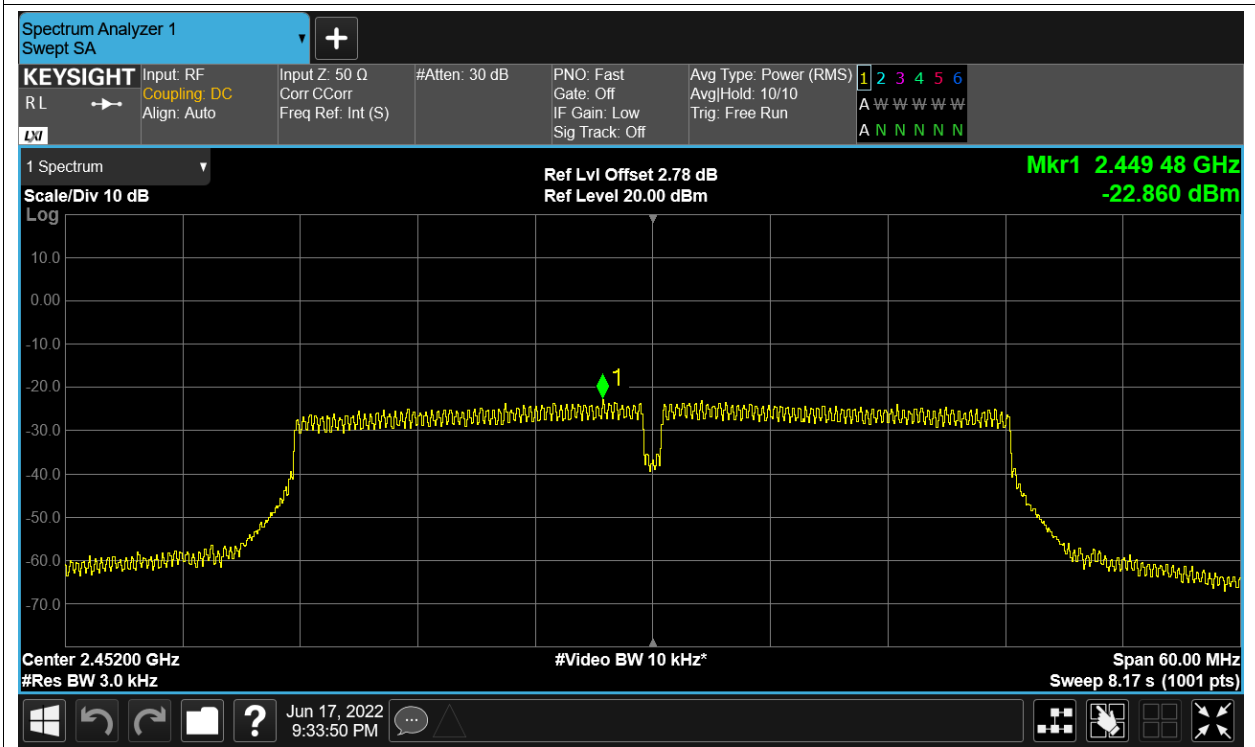 Spectrum Analyzer 1
Swept SA
KEYSIGHT
R L
LXI
Input: RF
Coupling: DC
Align: Auto
Input Z: 50 Ω
Corr CCorr
Freq Ref: Int (S)
#Atten: 30 dB
PNO: Fast
Gate: Off
IF Gain: Low
Sig Track: Off
Avg Type: Power (RMS)
Avg|Hold: 10/10
Trig: Free Run
1 2 3 4 5 6
A W W W W W
A N N N N N
1 Spectrum
Scale/Div 10 dB
Log
Ref Lvl Offset 2.78 dB
Ref Level 20.00 dBm
Mkr1 2.449 48 GHz
-22.860 dBm
10.0
0.00
-10.0
-20.0
-30.0
-40.0
-50.0
-60.0
-70.0
1
Center 2.45200 GHz
#Res BW 3.0 kHz
#Video BW 10 kHz*
Span 60.00 MHz
Sweep 8.17 s (1001 pts)
?
Jun 17, 2022
9:33:50 PM